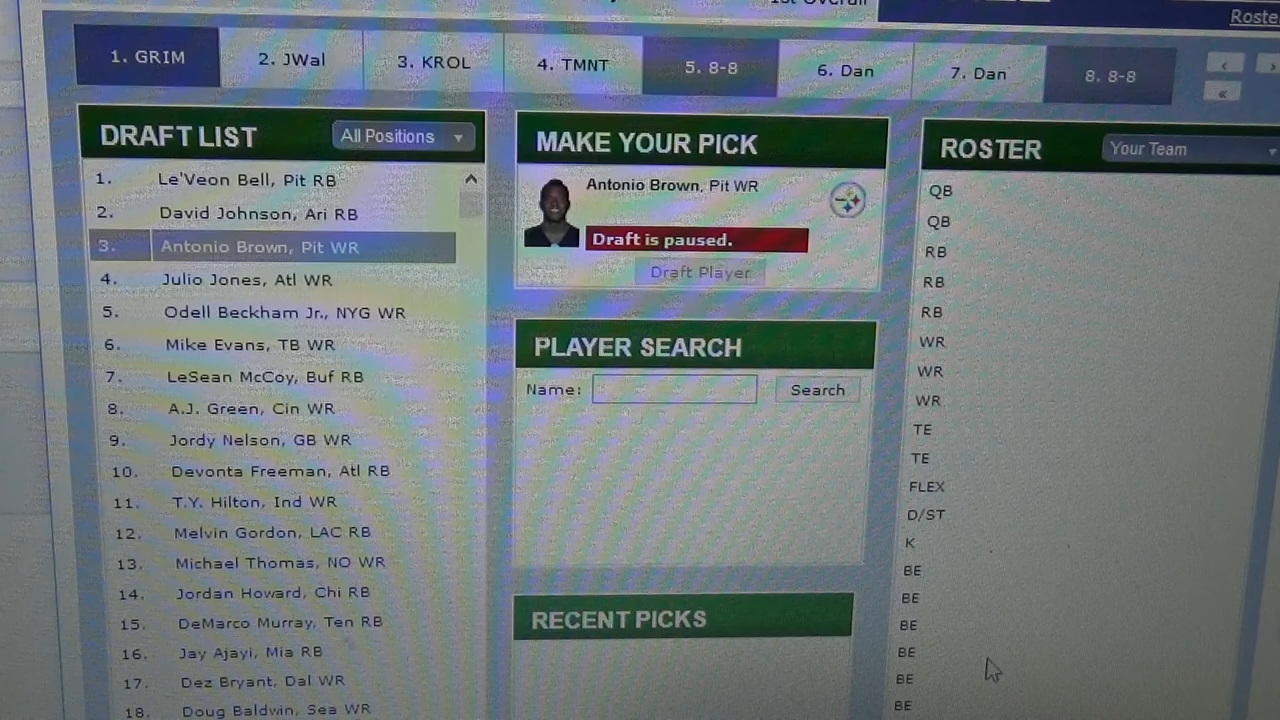 1st Overall
Roste
1. GRIM
2. JWal
3. KROL
4. TMNT
5. 8-8
6. Dan
7. Dan
8. 8-8
DRAFT LIST
All Positions
1. Le'Veon Bell, Pit RB
2. David Johnson, Ari RB
3. Antonio Brown, Pit WR
4. Julio Jones, Atl WR
5. Odell Beckham Jr., NYG WR
6. Mike Evans, TB WR
7. LeSean McCoy, Buf RB
8. A.J. Green, Cin WR
9. Jordy Nelson, GB WR
10. Devonta Freeman, Atl RB
11. T.Y. Hilton, Ind WR
12. Melvin Gordon, LAC RB
13. Michael Thomas, NO WR
14. Jordan Howard, Chi RB
15. DeMarco Murray, Ten RB
16. Jay Ajayi, Mia RB
17. Dez Bryant, Dal WR
18. Doug Baldwin, Sea WR
MAKE YOUR PICK
Antonio Brown, Pit WR
Draft is paused.
Draft Player
PLAYER SEARCH
Name:
Search
RECENT PICKS
ROSTER
Your Team
QB
QB
RB
RB
RB
WR
WR
WR
TE
TE
FLEX
D/ST
K
BE
BE
BE
BE
BE
BE